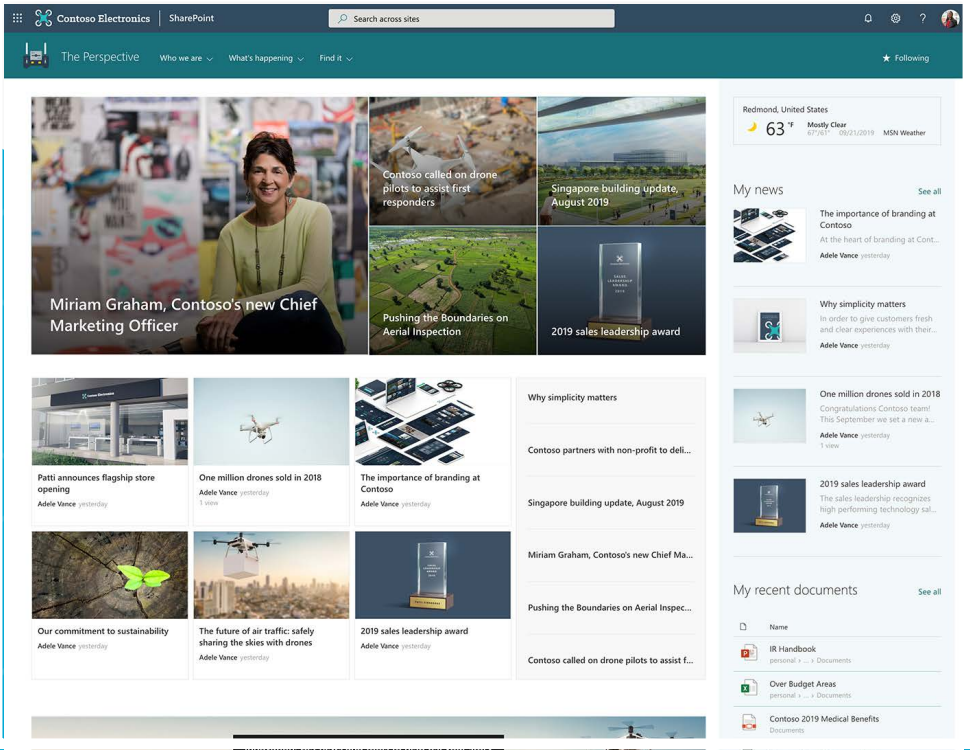 Contoso Electronics
SharePoint
Search across sites
?
The Perspective
Who we are
What's happening
Find it
Following
Miriam Graham, Contoso's new Chief
Marketing Officer
Contoso called on drone
pilots to assist first
responders
Singapore building update,
August 2019
Pushing the Boundaries on
Aerial Inspection
SALES
LEADERSHIP
AWARD
2019
2019 sales leadership award
Contoso Electronics
Patti announces flagship store
opening
Adele Vance yesterday
One million drones sold in 2018
Adele Vance yesterday
1 view
The importance of branding at
Contoso
Adele Vance yesterday
Our commitment to sustainability
Adele Vance yesterday
The future of air traffic: safely
sharing the skies with drones
Adele Vance yesterday
2019 sales leadership award
Adele Vance yesterday
Why simplicity matters
Contoso partners with non-profit to deli...
Singapore building update, August 2019
Miriam Graham, Contoso's new Chief Ma...
Pushing the Boundaries on Aerial Inspec...
Contoso called on drone pilots to assist f...
Redmond, United States
63 °F
Mostly Clear
67°/61° 09/21/2019
MSN Weather
My news
See all
The importance of branding at
Contoso
At the heart of branding at Cont...
Adele Vance yesterday
Why simplicity matters
In order to give customers fresh
and clear experiences with their...
Adele Vance yesterday
One million drones sold in 2018
Congratulations Contoso team!
This September we set a new a...
Adele Vance yesterday
1 view
2019 sales leadership award
The sales leadership recognizes
high performing technology sal...
Adele Vance yesterday
My recent documents
See all
Name
IR Handbook
personal > ... > Documents
Over Budget Areas
personal > ... > Documents
Contoso 2019 Medical Benefits
Documents